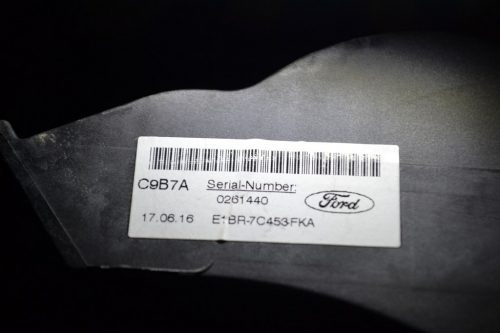 C9B7A Serial-Number:
0261440
Ford
17.06.16 E1BR-7C453-FKA